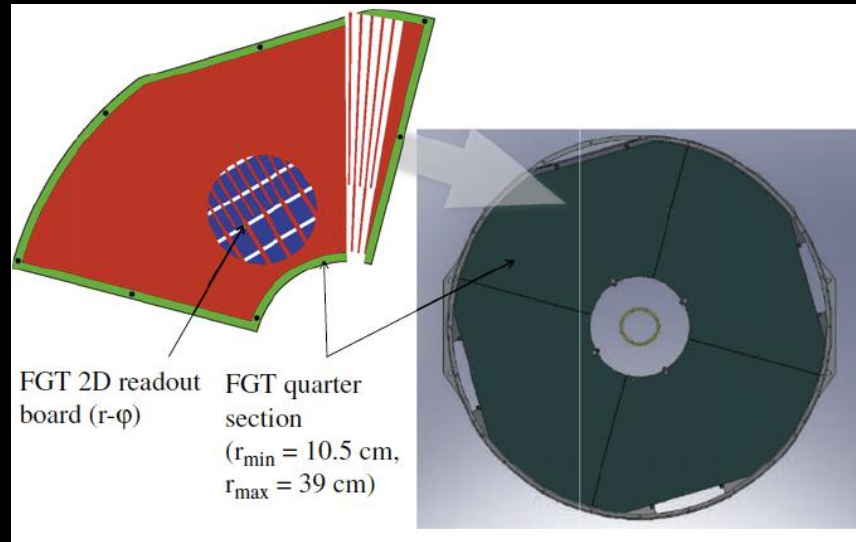 FGT 2D readout
board (r-φ)
FGT quarter
section
(rmin = 10.5 cm,
rmax = 39 cm)